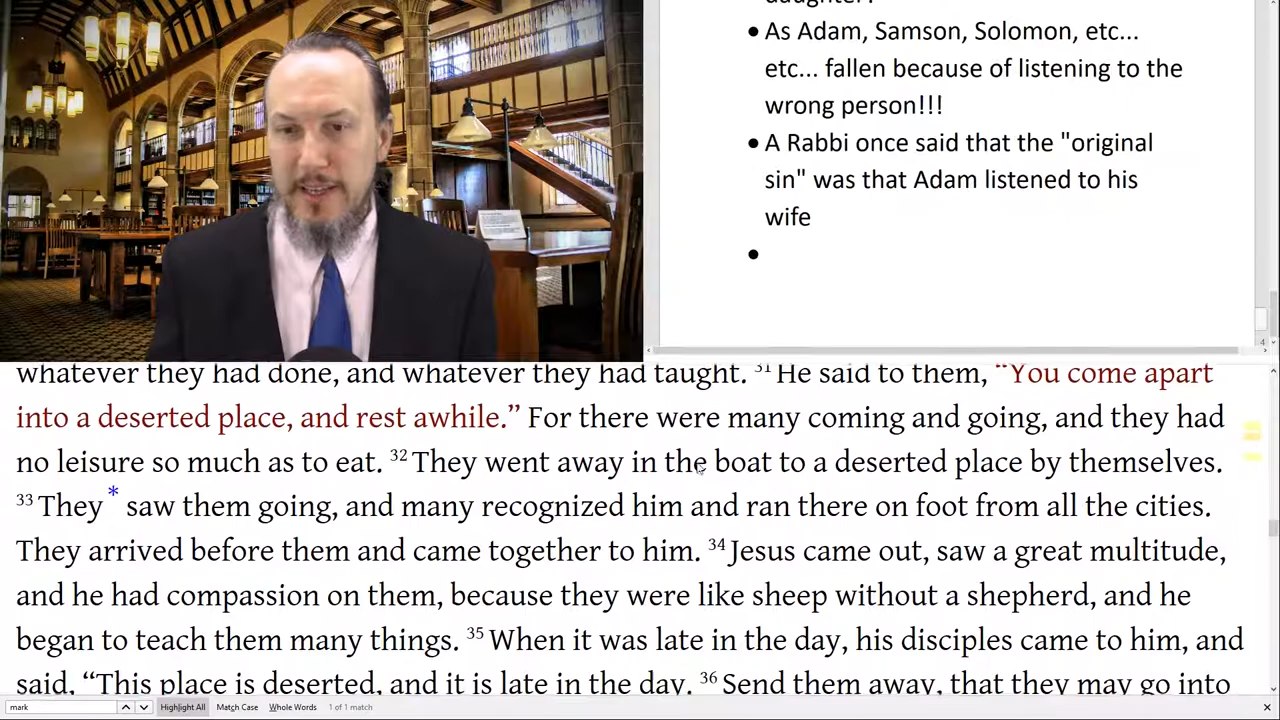 daughter?
• As Adam, Samson, Solomon, etc...
etc... fallen because of listening to the
wrong person!!!
• A Rabbi once said that the "original
sin" was that Adam listened to his
wife
•
4
whatever they had done, and whatever they had taught. 31 He said to them, “You come apart
into a deserted place, and rest awhile.” For there were many coming and going, and they had
no leisure so much as to eat. 32 They went away in the boat to a deserted place by themselves.
33 They * saw them going, and many recognized him and ran there on foot from all the cities.
They arrived before them and came together to him. 34 Jesus came out, saw a great multitude,
and he had compassion on them, because they were like sheep without a shepherd, and he
began to teach them many things. 35 When it was late in the day, his disciples came to him, and
said, “This place is deserted, and it is late in the day. 36 Send them away, that they may go into
mark
Highlight All
Match Case
Whole Words
1 of 1 match